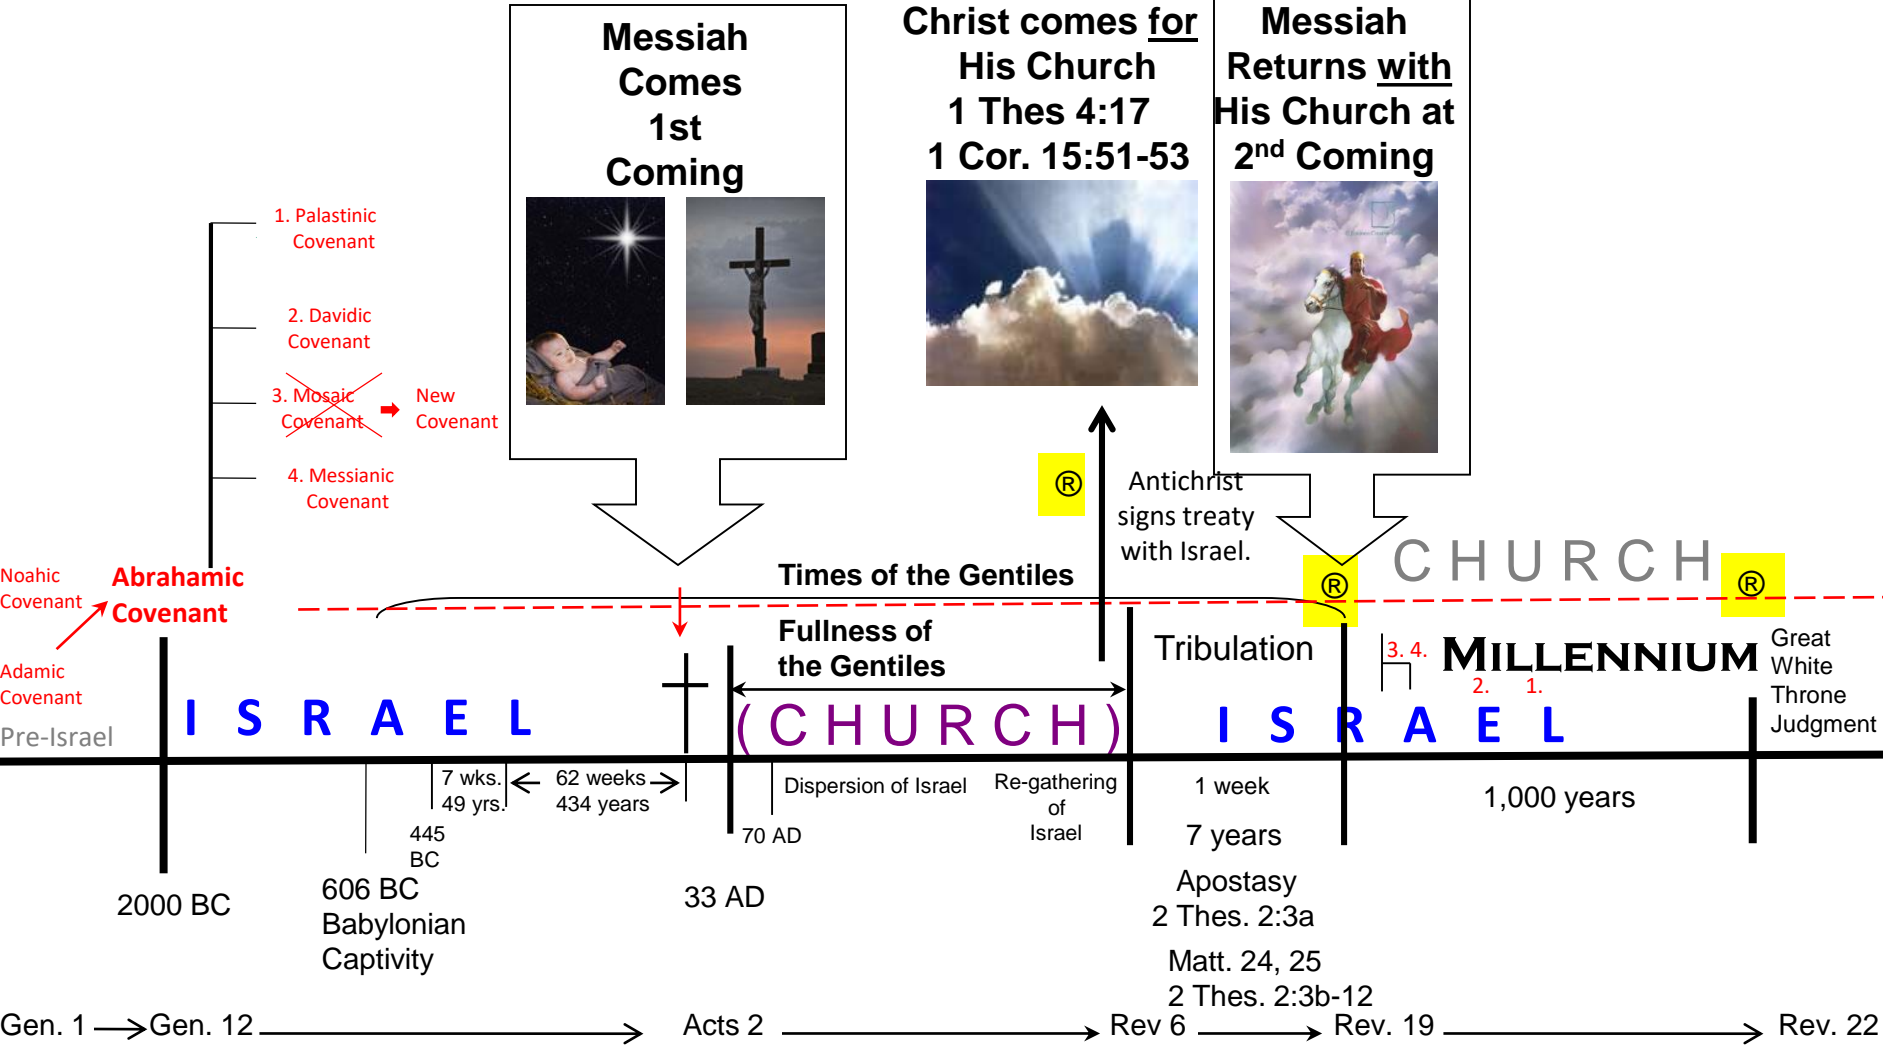 Messiah
Comes
1st
Coming
Christ comes for
His Church
1 Thes 4:17
1 Cor. 15:51-53
Messiah
Returns with
His Church at
2nd Coming
1. Palastinic
Covenant
2. Davidic
Covenant
3. Mosaic
Covenant
New
Covenant
4. Messianic
Covenant
®
Antichrist
signs treaty
with Israel.
Noahic
Covenant
Abrahamic
Covenant
Adamic
Covenant
Pre-Israel
Times of the Gentiles
Fullness of
the Gentiles
®
CHURCH
®
Tribulation
3. 4.
MILLENNIUM
2. 1.
Great
White
Throne
Judgment
ISRAEL
(CHURCH)
ISRAEL
7 wks.
49 yrs.
62 weeks
434 years
445
BC
70 AD
Dispersion of Israel
Re-gathering
of
Israel
1 week
7 years
1,000 years
2000 BC
606 BC
Babylonian
Captivity
33 AD
Apostasy
2 Thes. 2:3a
Matt. 24, 25
2 Thes. 2:3b-12
Gen. 1 Gen. 12 Acts 2 Rev 6 Rev. 19 Rev. 22